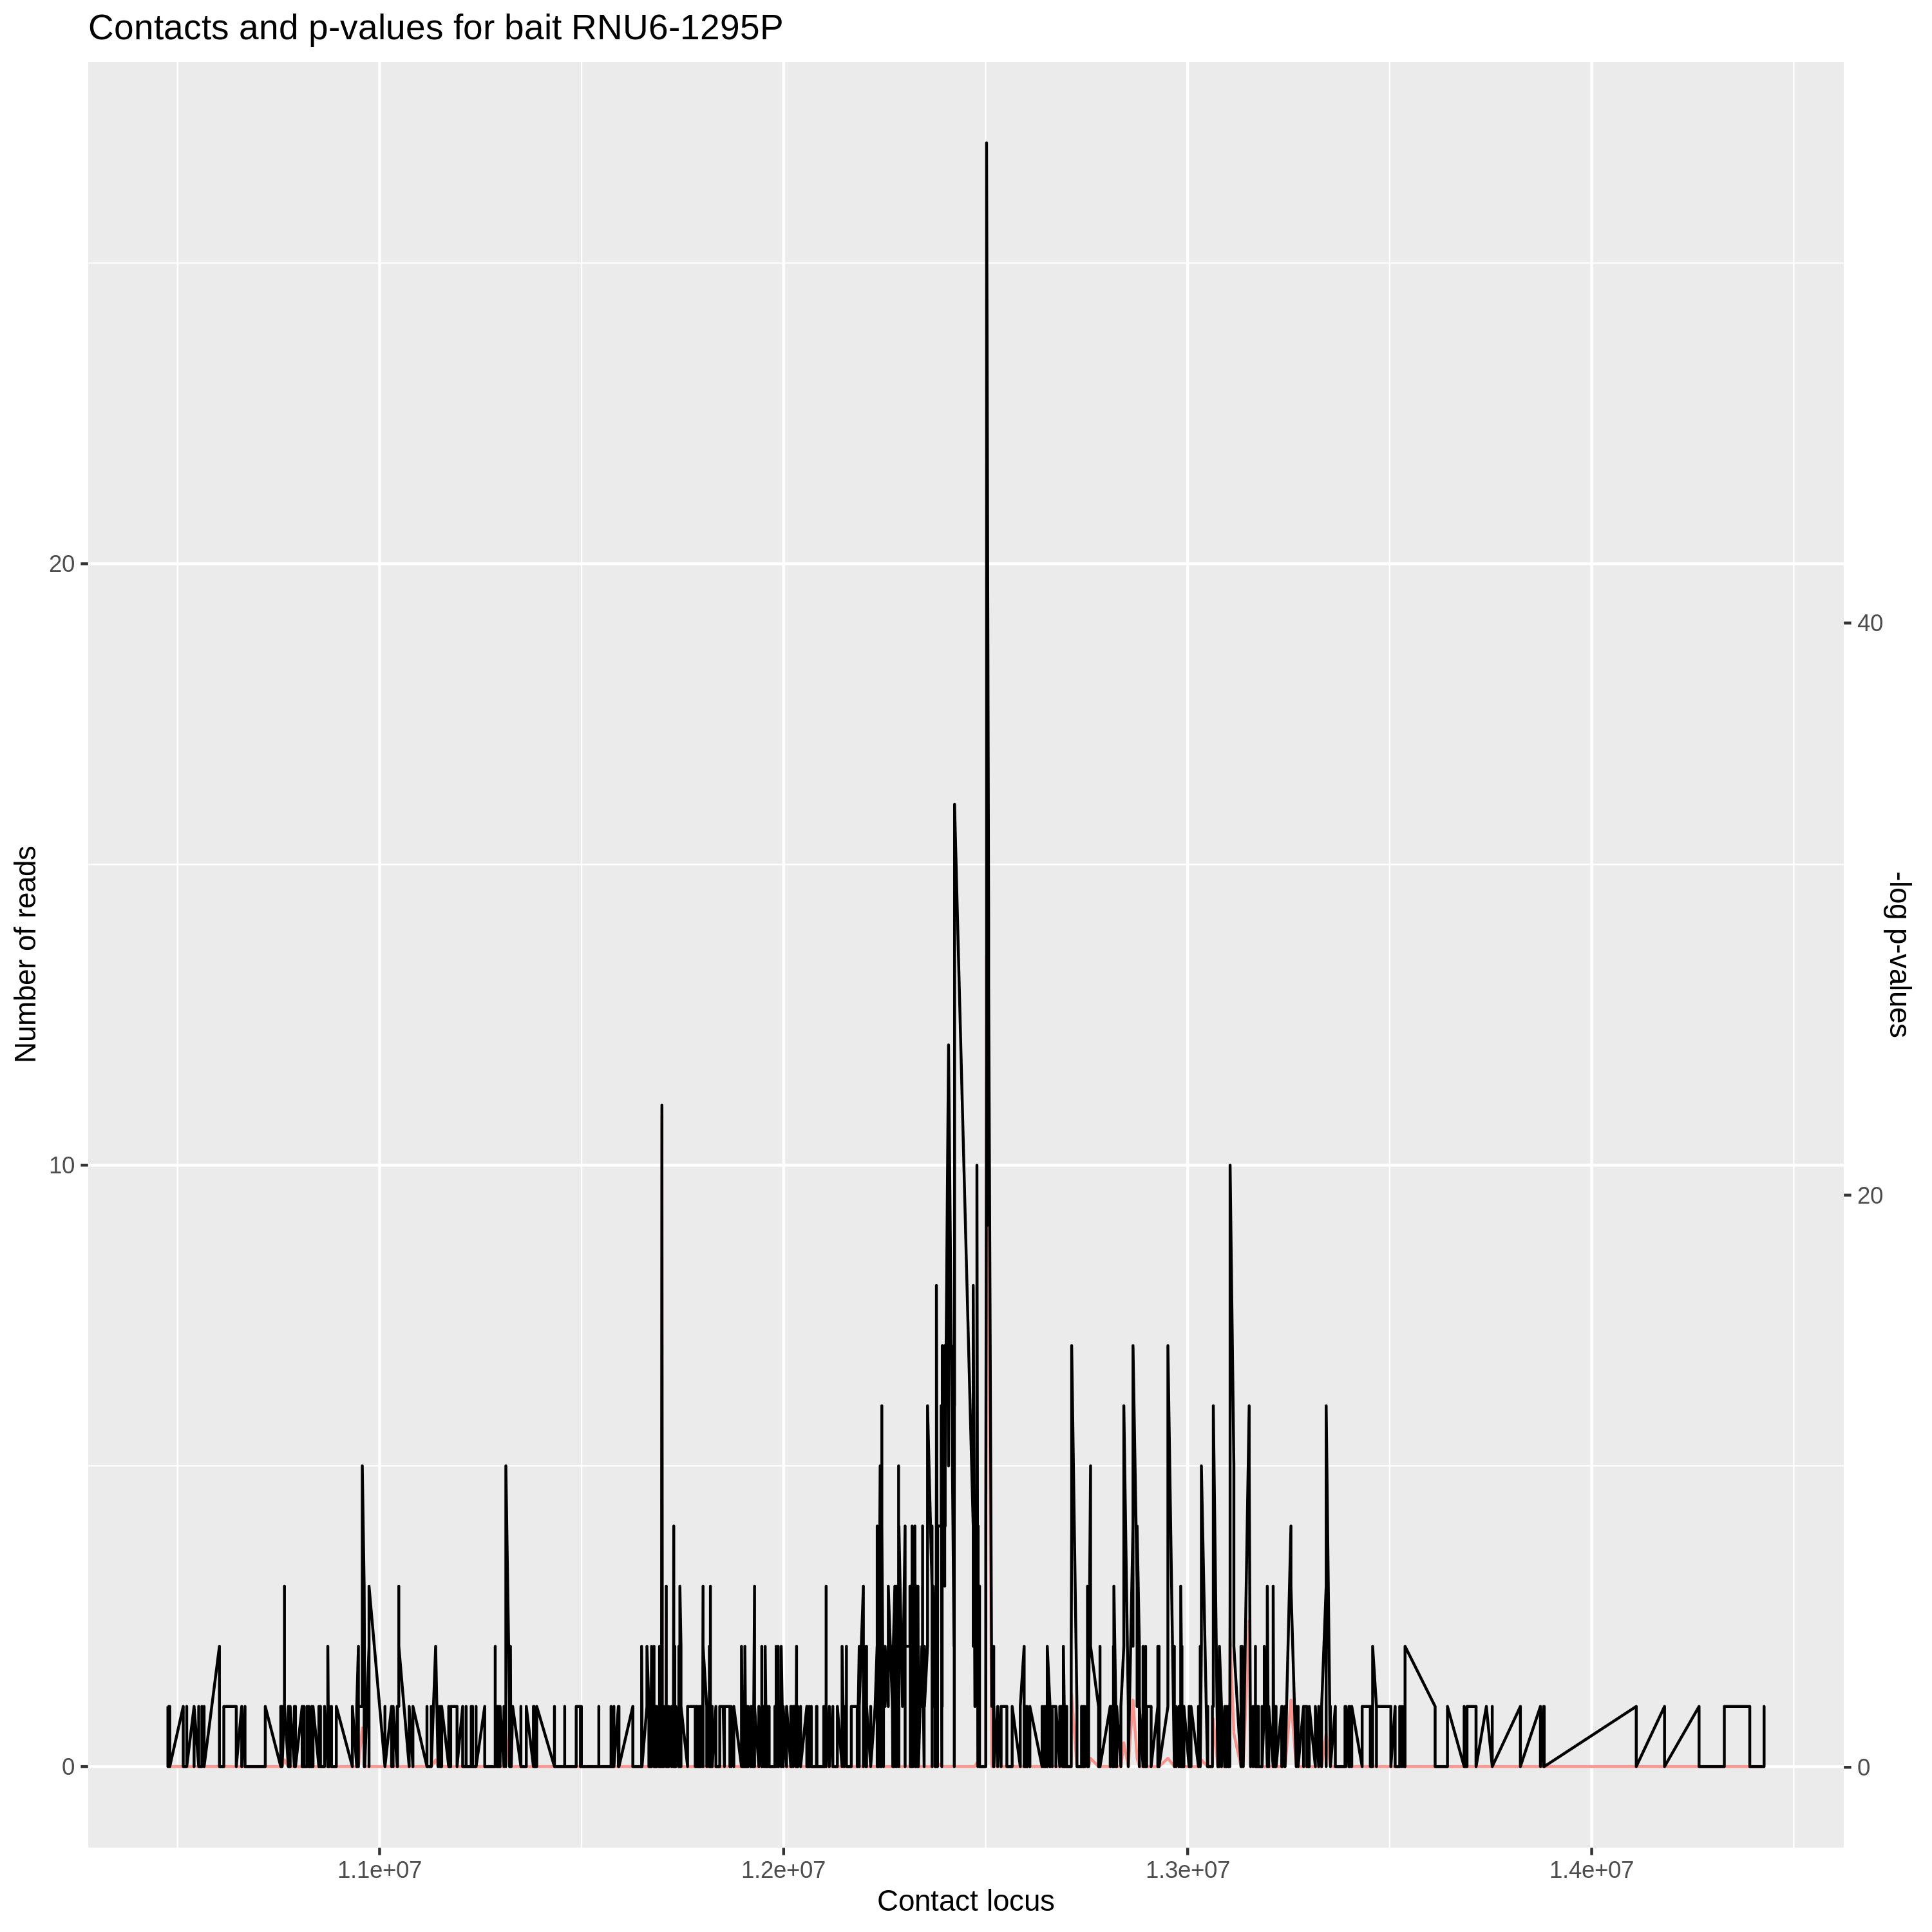 Contacts and p-values for bait RNU6-1295P
Number of reads
20
10
0
40
20
0
-log p-values
1.1e+07
1.2e+07
1.3e+07
1.4e+07
Contact locus